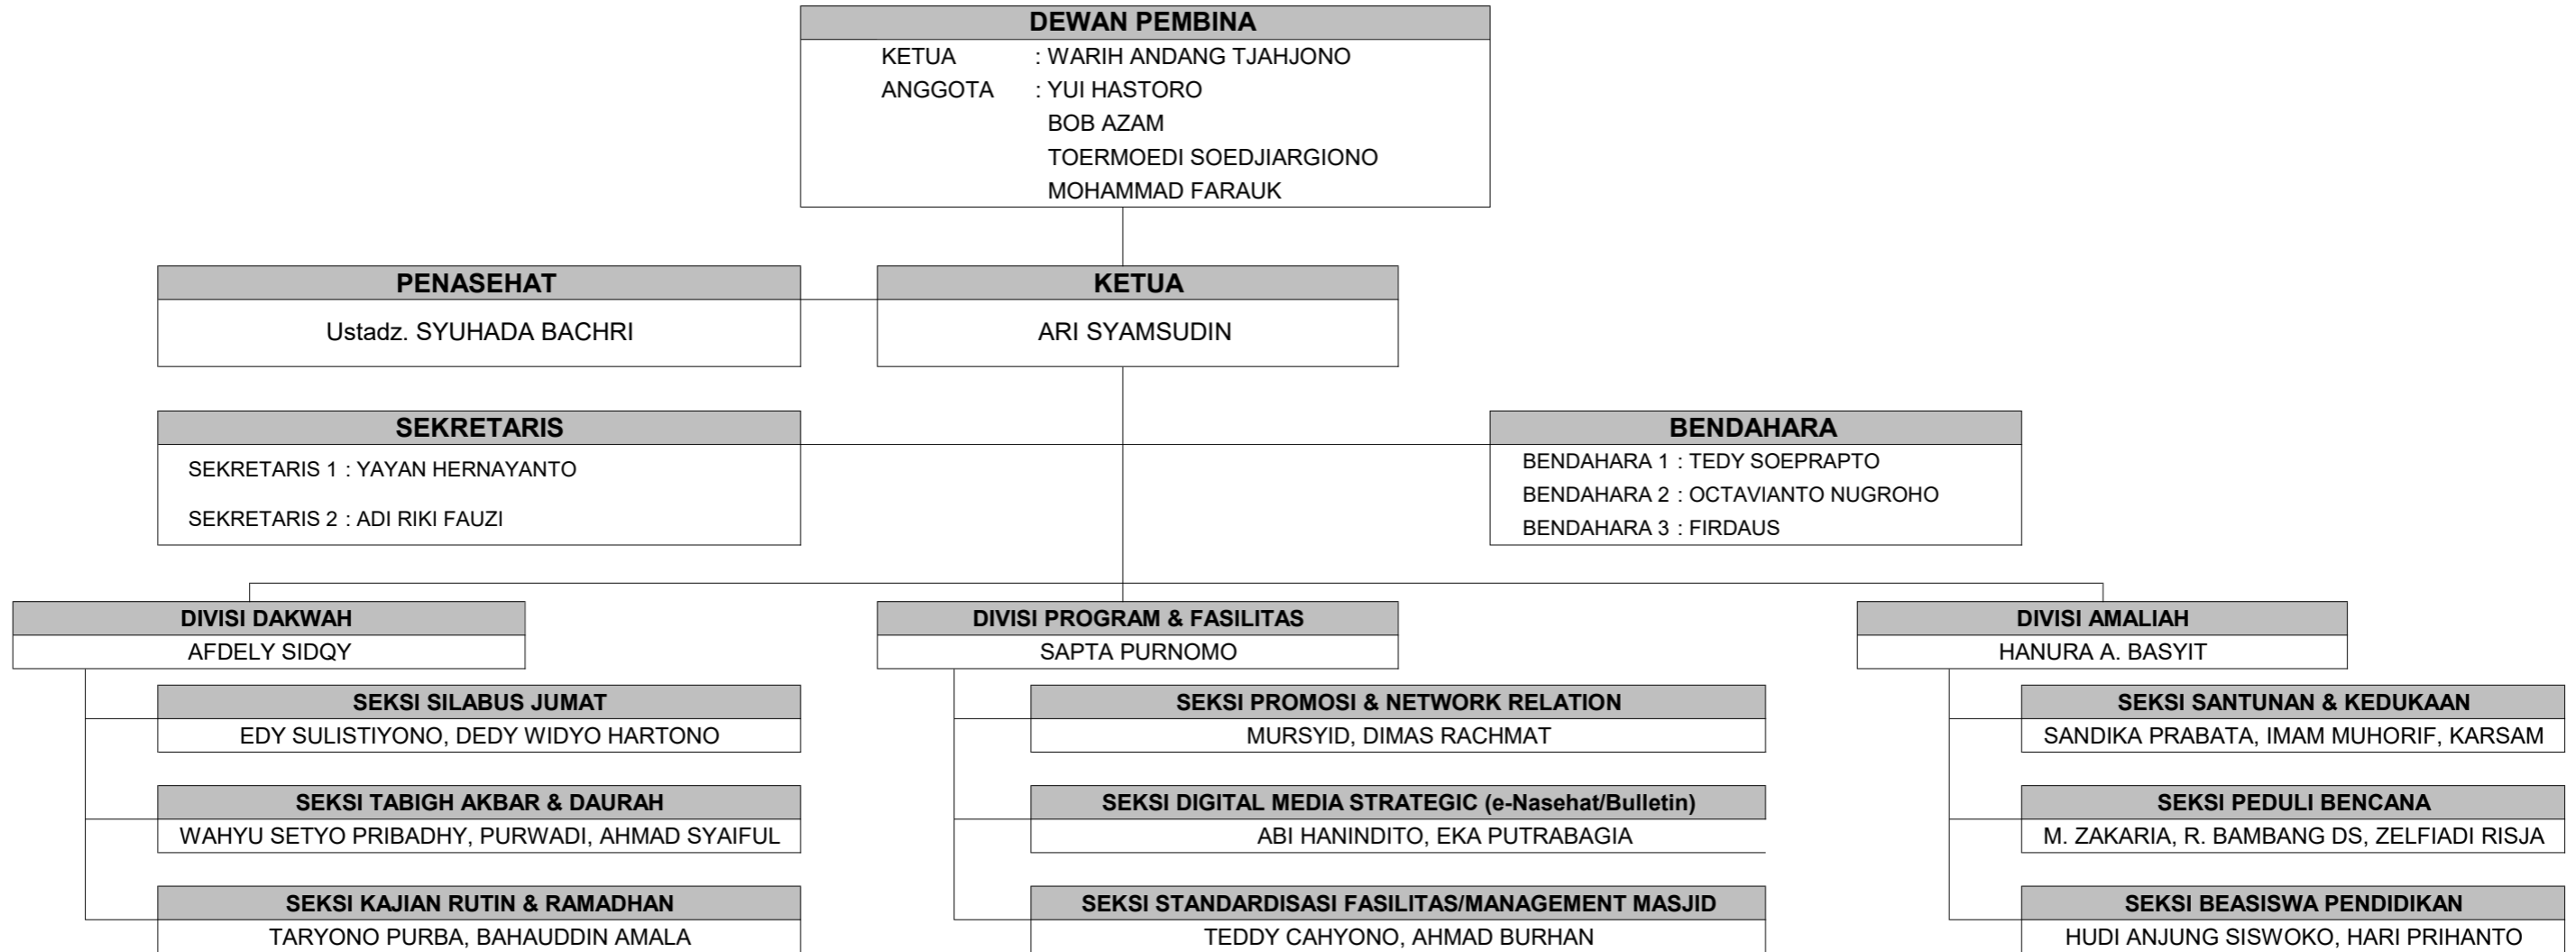 DEWAN PEMBINA
KETUA : WARIH ANDANG TJAHJONO
ANGGOTA : YUI HASTORO
BOB AZAM
TOERMOEDI SOEDJIARGIONO
MOHAMMAD FARAUK
PENASEHAT
Ustadz. SYUHADA BACHRI
KETUA
ARI SYAMSUDIN
SEKRETARIS
SEKRETARIS 1 : YAYAN HERNAYANTO
SEKRETARIS 2 : ADI RIKI FAUZI
BENDAHARA
BENDAHARA 1 : TEDY SOEPRAPTO
BENDAHARA 2 : OCTAVIANTO NUGROHO
BENDAHARA 3 : FIRDAUS
DIVISI DAKWAH
AFDELY SIDQY
SEKSI SILABUS JUMAT
EDY SULISTIYONO, DEDY WIDYO HARTONO
SEKSI TABIGH AKBAR & DAURAH
WAHYU SETYO PRIBADHY, PURWADI, AHMAD SYAIFUL
SEKSI KAJIAN RUTIN & RAMADHAN
TARYONO PURBA, BAHAUDDIN AMALA
DIVISI PROGRAM & FASILITAS
SAPTA PURNOMO
SEKSI PROMOSI & NETWORK RELATION
MURSYID, DIMAS RACHMAT
SEKSI DIGITAL MEDIA STRATEGIC (e-Nasehat/Bulletin)
ABI HANINDITO, EKA PUTRABAGIA
SEKSI STANDARDISASI FASILITAS/MANAGEMENT MASJID
TEDDY CAHYONO, AHMAD BURHAN
DIVISI AMALIAH
HANURA A. BASYIT
SEKSI SANTUNAN & KEDUKAAN
SANDIKA PRABATA, IMAM MUHORIF, KARSAM
SEKSI PEDULI BENCANA
M. ZAKARIA, R. BAMBANG DS, ZELFIADI RISJA
SEKSI BEASISWA PENDIDIKAN
HUDI ANJUNG SISWOKO, HARI PRIHANTO